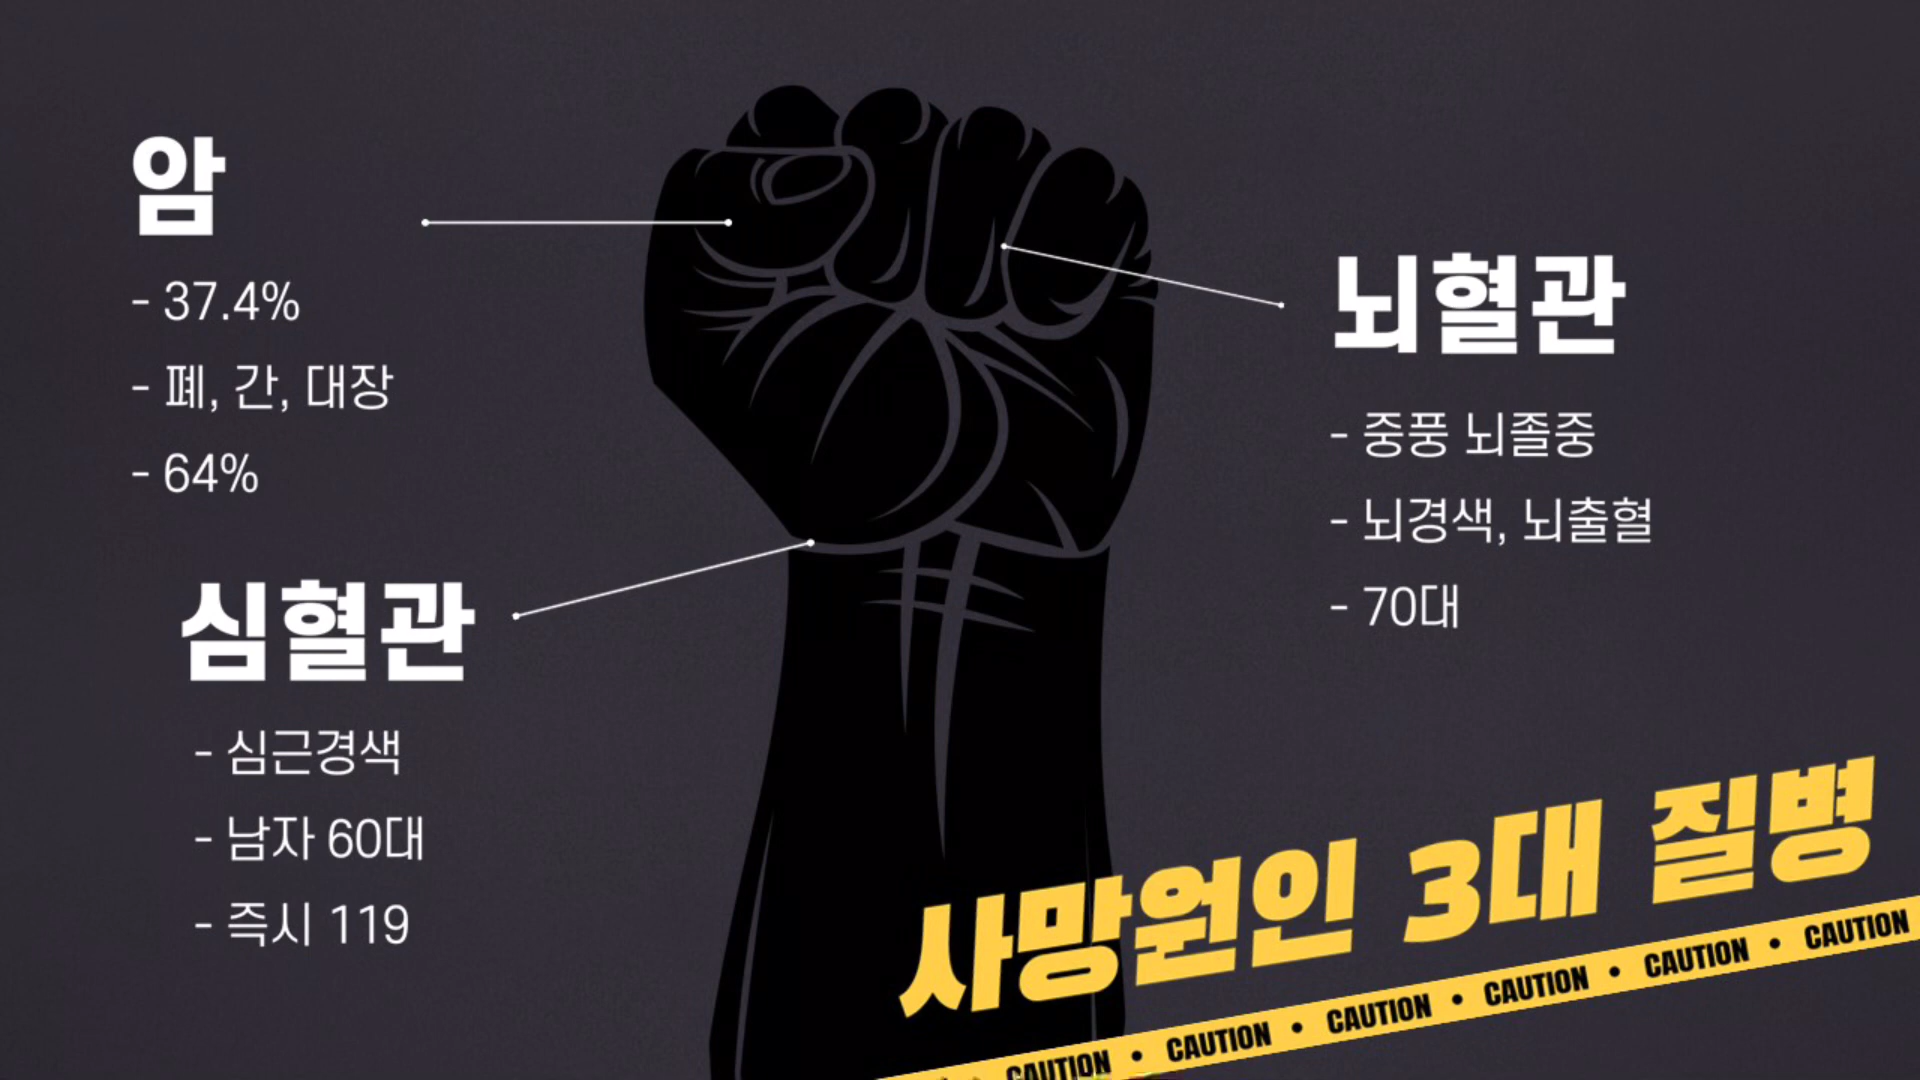 암
- 37.4%
- 폐, 간, 대장
- 64%
심혈관
- 심근경색
- 남자 60대
- 즉시 119
뇌혈관
- 중풍 뇌졸중
- 뇌경색, 뇌출혈
- 70대
사망원인 3대 질병
CAUTION • CAUTION • CAUTION • CAUTION • CAUTION • CAUTION